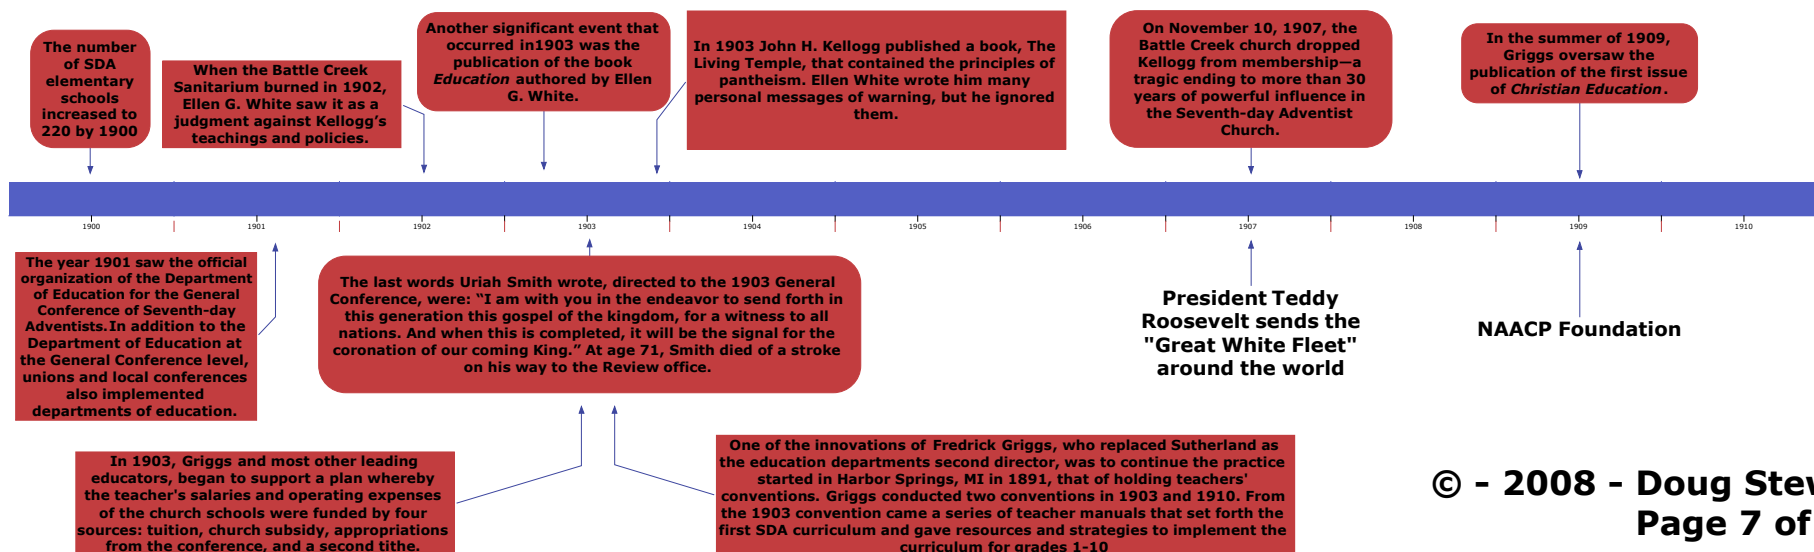 The number
of SDA
elementary
schools
increased to
220 by 1900
When the Battle Creek
Sanitarium burned in 1902,
Ellen G. White saw it as a
judgment against Kellogg’s
teachings and policies.
Another significant event that
occurred in1903 was the
publication of the book
Education authored by Ellen
G. White.
In 1903 John H. Kellogg published a book, The
Living Temple, that contained the principles of
pantheism. Ellen White wrote him many
personal messages of warning, but he ignored
them.
On November 10, 1907, the
Battle Creek church dropped
Kellogg from membership—a
tragic ending to more than 30
years of powerful influence in
the Seventh-day Adventist
Church.
In the summer of 1909,
Griggs oversaw the
publication of the first issue
of Christian Education.
1900
1901
1902
1903
1904
1905
1906
1907
1908
1909
1910
The year 1901 saw the official
organization of the Department
of Education for the General
Conference of Seventh-day
Adventists.In addition to the
Department of Education at
the General Conference level,
unions and local conferences
also implemented
departments of education.
The last words Uriah Smith wrote, directed to the 1903 General
Conference, were: “I am with you in the endeavor to send forth in
this generation this gospel of the kingdom, for a witness to all
nations. And when this is completed, it will be the signal for the
coronation of our coming King.” At age 71, Smith died of a stroke
on his way to the Review office.
President Teddy
Roosevelt sends the
"Great White Fleet"
around the world
NAACP Foundation
In 1903, Griggs and most other leading
educators, began to support a plan whereby
the teacher's salaries and operating expenses
of the church schools were funded by four
sources: tuition, church subsidy, appropriations
from the conference, and a second tithe.
One of the innovations of Fredrick Griggs, who replaced Sutherland as
the education departments second director, was to continue the practice
started in Harbor Springs, MI in 1891, that of holding teachers'
conventions. Griggs conducted two conventions in 1903 and 1910. From
the 1903 convention came a series of teacher manuals that set forth the
first SDA curriculum and gave resources and strategies to implement the
curriculum for grades 1-10
© - 2008 - Doug
Page 7 of